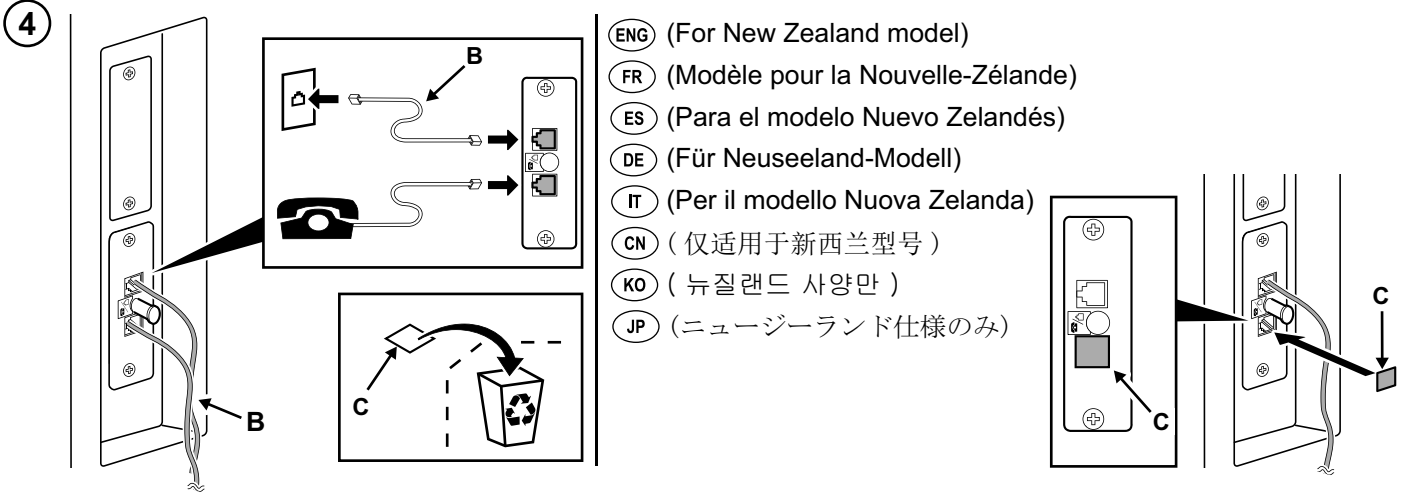 4
B
B
C
ENG (For New Zealand model)
FR (Modèle pour la Nouvelle-Zélande)
ES (Para el modelo Nuevo Zelandés)
DE (Für Neuseeland-Modell)
IT (Per il modello Nuova Zelanda)
CN ( 仅适用于新西兰型号 )
KO ( 뉴질랜드 사양만 )
JP (ニュージーランド仕様のみ)
C
C